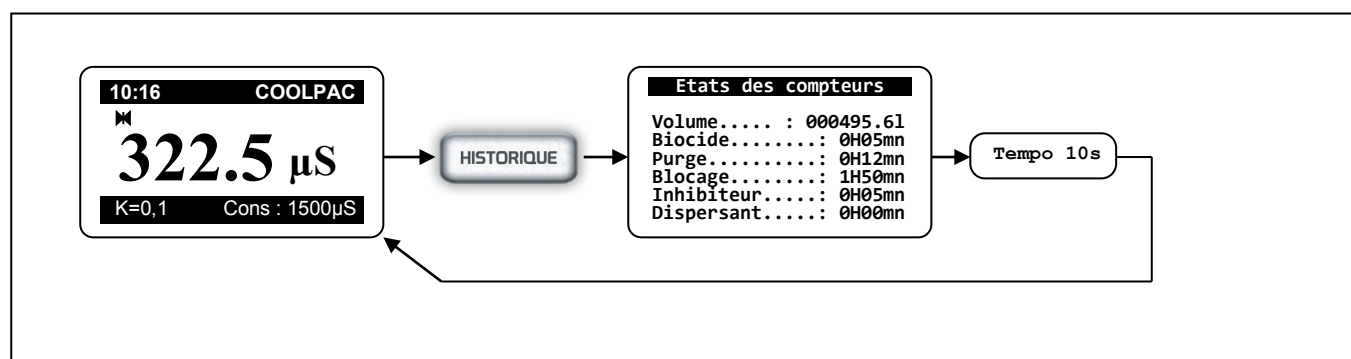 10:16 COOLPAC
322.5 µS
K=0,1 Cons : 1500µS
HISTORIQUE
Etats des compteurs
Volume..... : 000495.6l
Biocide........: 0H05mn
Purge..........: 0H12mn
Blocage........: 1H50mn
Inhibiteur.....: 0H05mn
Dispersant.....: 0H00mn
Tempo 10s